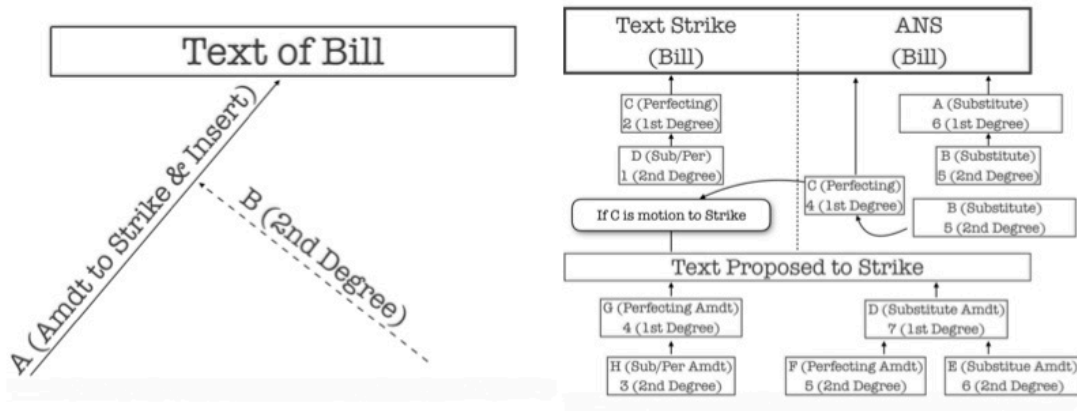 Text of Bill
A (Amdt to Strike & Insert)
B (2nd Degree)
Text Strike
(Bill)
ANS
(Bill)
C (Perfecting)
2 (1st Degree)
A (Substitute)
6 (1st Degree)
D (Sub/Per)
1 (2nd Degree)
B (Substitute)
5 (2nd Degree)
C (Perfecting)
4 (1st Degree)
If C is motion to Strike
B (Substitute)
5 (2nd Degree)
Text Proposed to Strike
G (Perfecting Amdt)
4 (1st Degree)
D (Substitute Amdt)
7 (1st Degree)
H (Sub/Per Amdt)
3 (2nd Degree)
F (Perfecting Amdt)
5 (2nd Degree)
E (Substitue Amdt)
6 (2nd Degree)